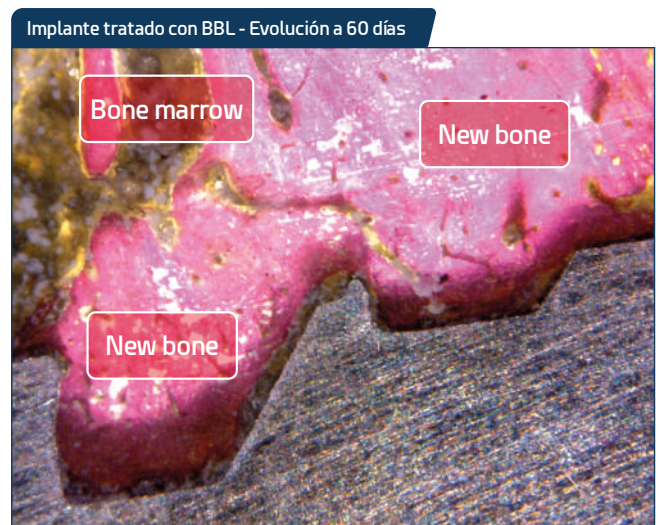 Implante tratado con BBL - Evolución a 60 días
Bone marrow
New bone
New bone